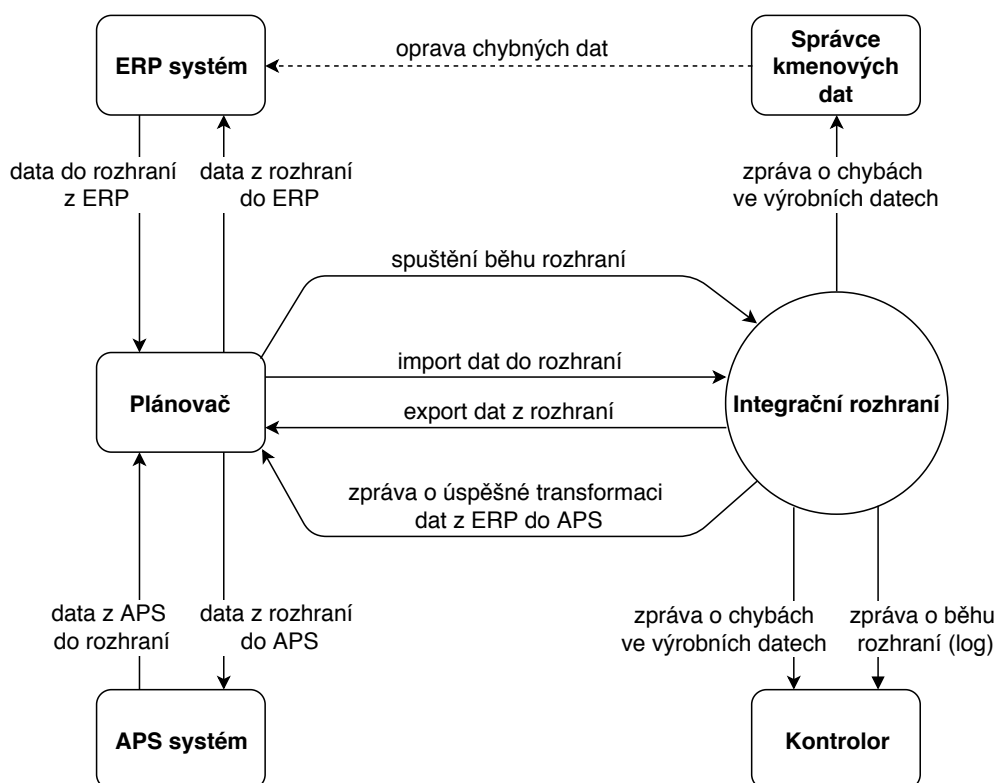 oprava chybných dat
ERP systém
Správce
kmenových
dat
data do rozhraní
z ERP
data z rozhraní
do ERP
zpráva o chybách
ve výrobních datech
spuštění běhu rozhraní
import dat do rozhraní
Plánovač
Integrační rozhraní
export dat z rozhraní
zpráva o úspěšné transformaci
dat z ERP do APS
data z APS
do rozhraní
data z rozhraní
do APS
zpráva o chybách
ve výrobních datech
zpráva o běhu
rozhraní (log)
APS systém
Kontrolor